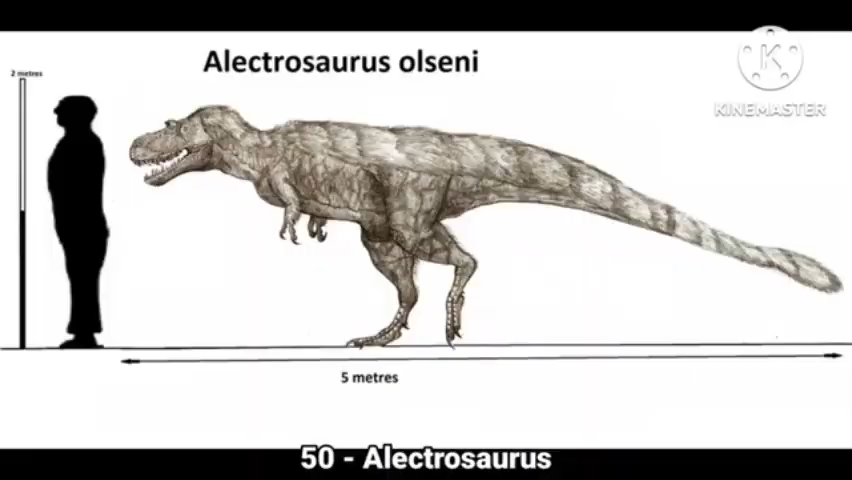 Alectrosaurus olseni
K
KINEMASTER
2 metres
5 metres
50 - Alectrosaurus